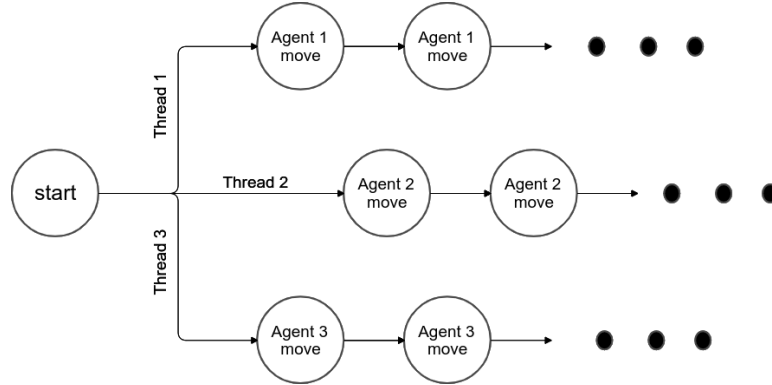 Agent 1
move
Agent 1
move
Thread 1
start
Thread 2
Agent 2
move
Agent 2
move
Thread 3
Agent 3
move
Agent 3
move